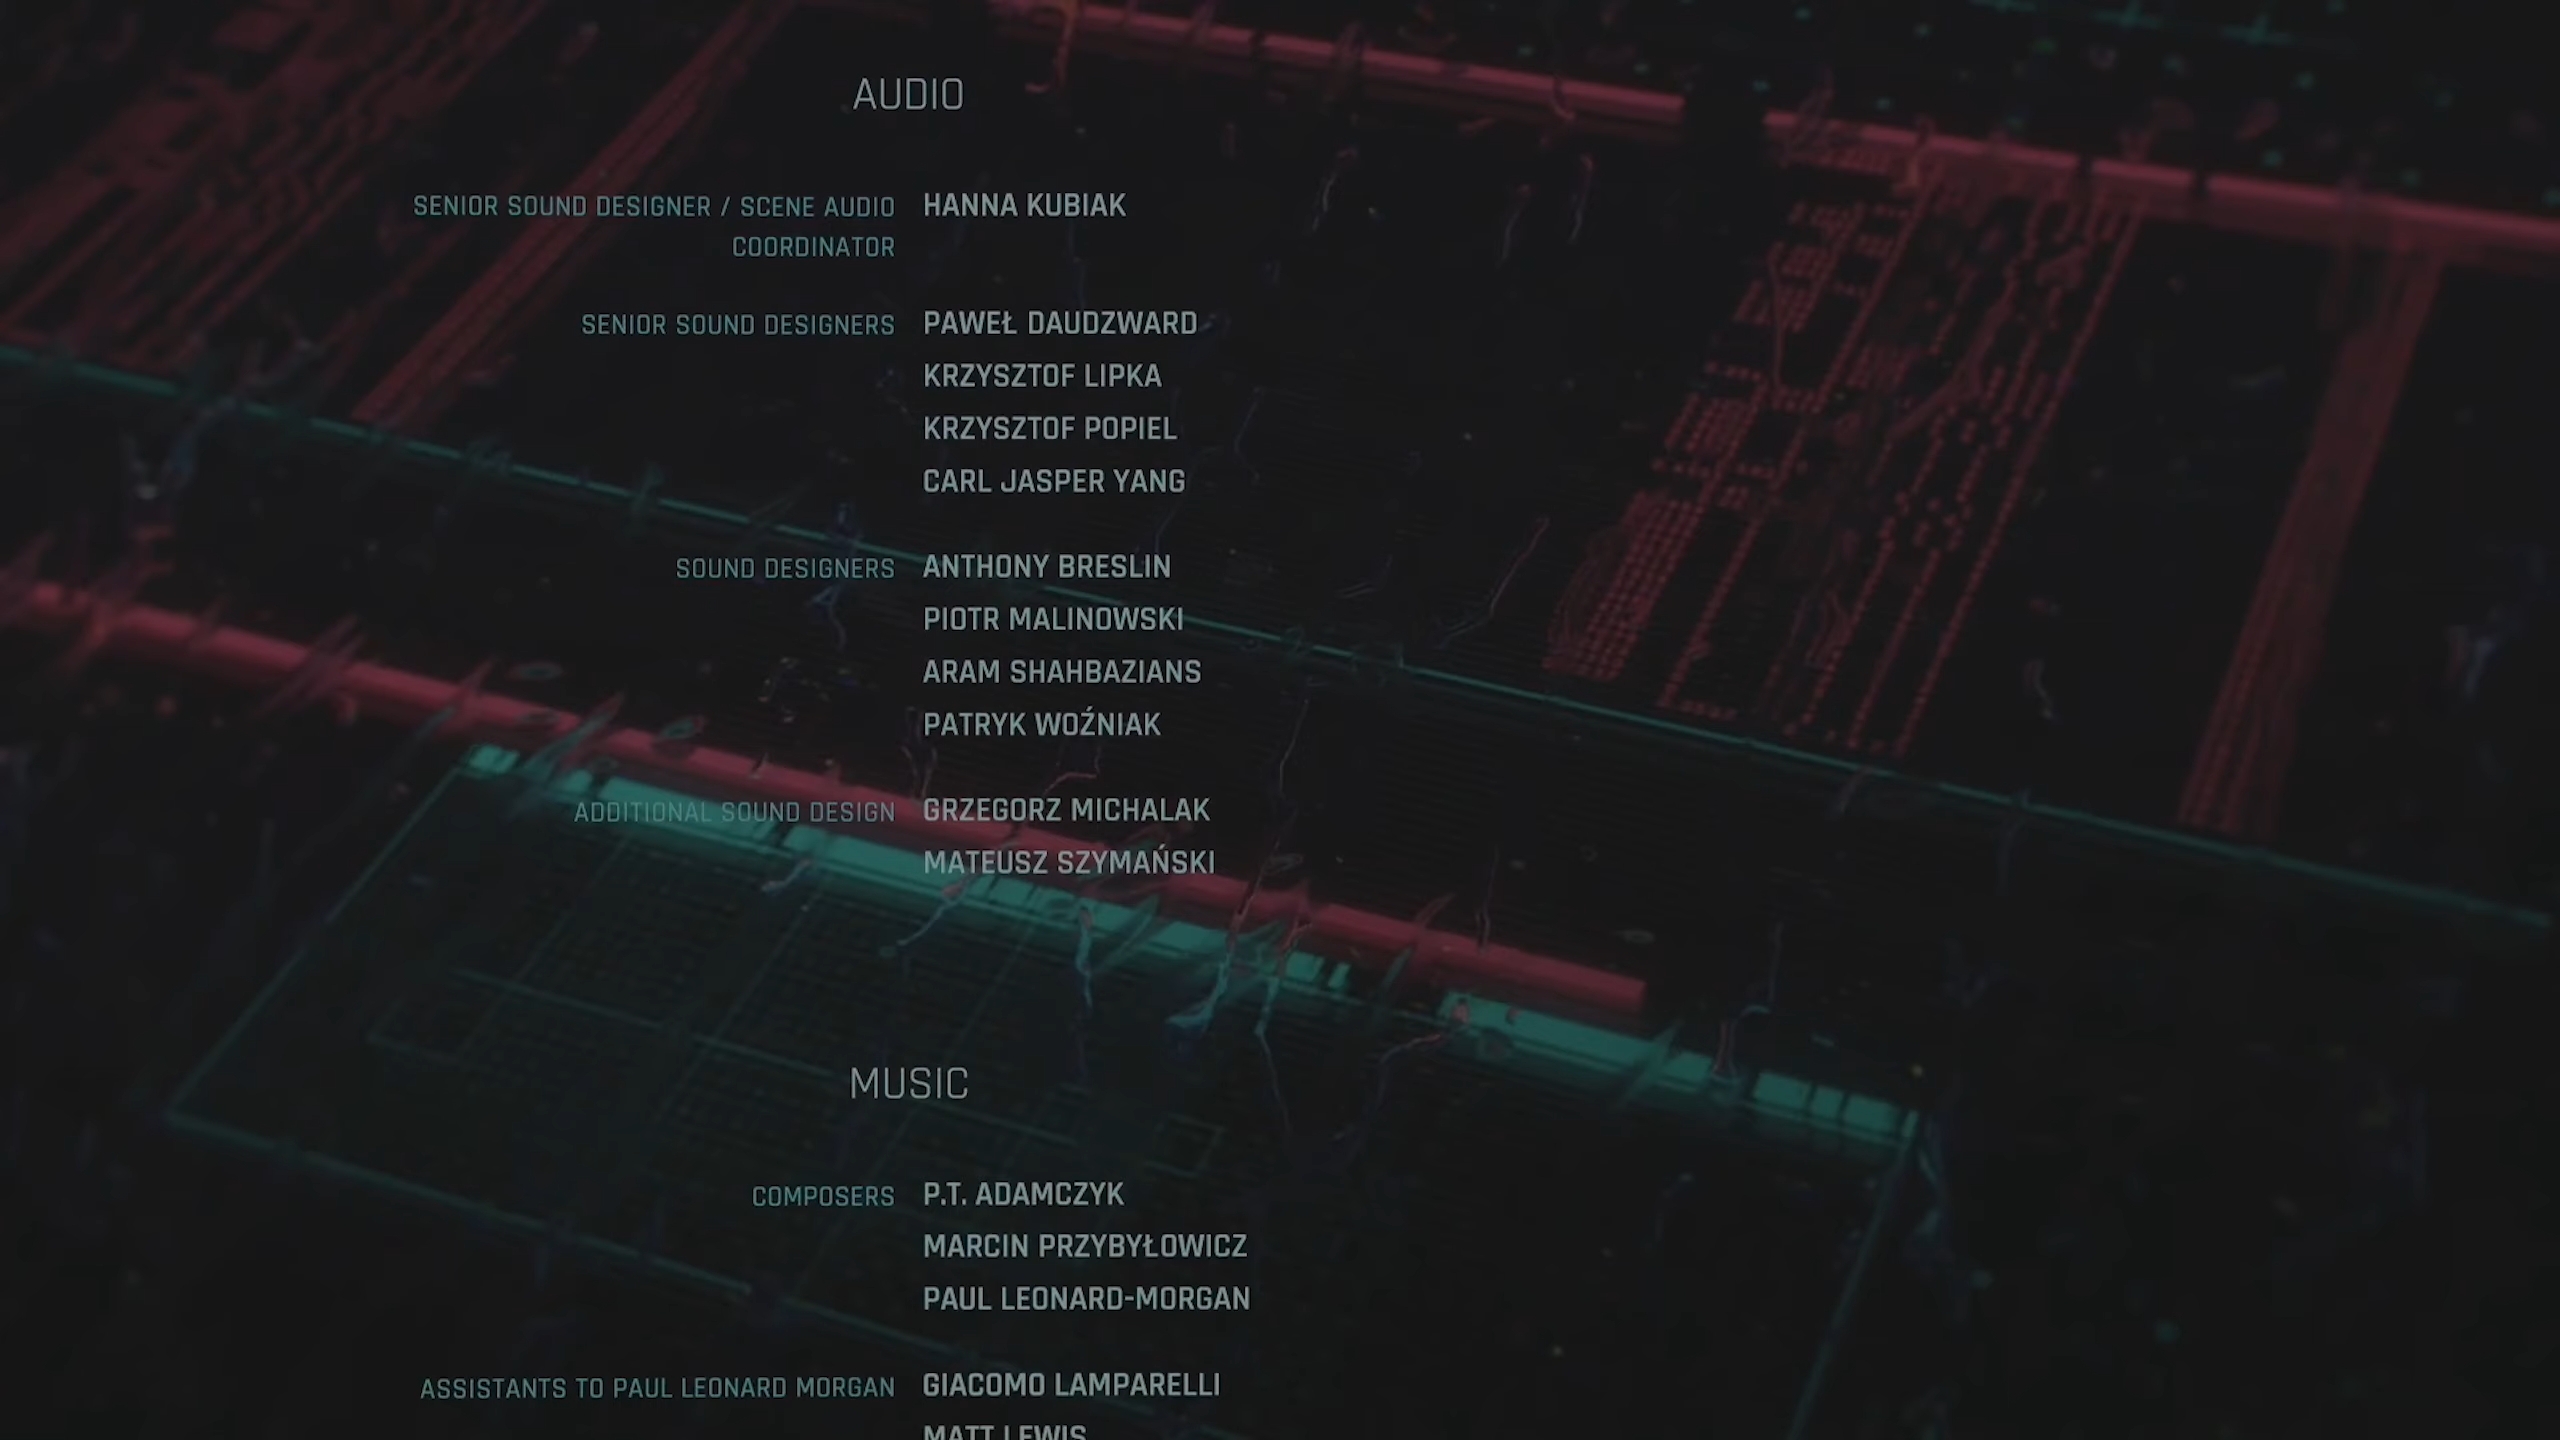 AUDIO
SENIOR SOUND DESIGNER / SCENE AUDIO HANNA KUBIAK
COORDINATOR
SENIOR SOUND DESIGNERS PAWEŁ DAUDZWARD
KRZYSZTOF LIPKA
KRZYSZTOF POPIEL
CARL JASPER YANG
SOUND DESIGNERS ANTHONY BRESLIN
PIOTR MALINOWSKI
ARAM SHAHBAZIANS
PATRYK WOŹNIAK
ADDITIONAL SOUND DESIGN GRZEGORZ MICHALAK
MATEUSZ SZYMAŃSKI
MUSIC
COMPOSERS P.T. ADAMCZYK
MARCIN PRZYBYŁOWICZ
PAUL LEONARD-MORGAN
ASSISTANTS TO PAUL LEONARD MORGAN GIACOMO LAMPARELLI
MATT LEWIS